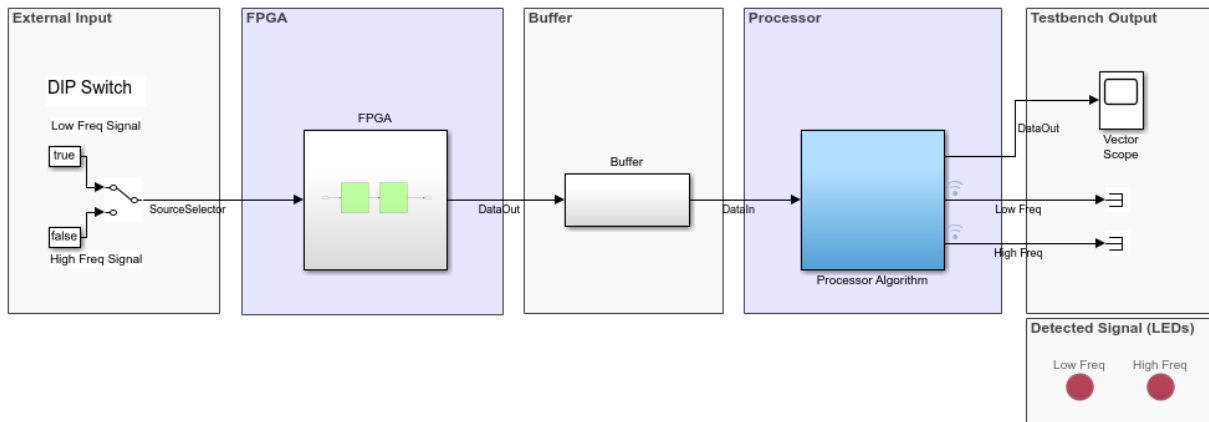 External Input
DIP Switch
Low Freq Signal
true
false
High Freq Signal
SourceSelector
FPGA
FPGA
DataOut
Buffer
Buffer
DataIn
Processor
Processor Algorithm
Testbench Output
DataOut
Vector
Scope
Low Freq
High Freq
Detected Signal (LEDs)
Low Freq
High Freq